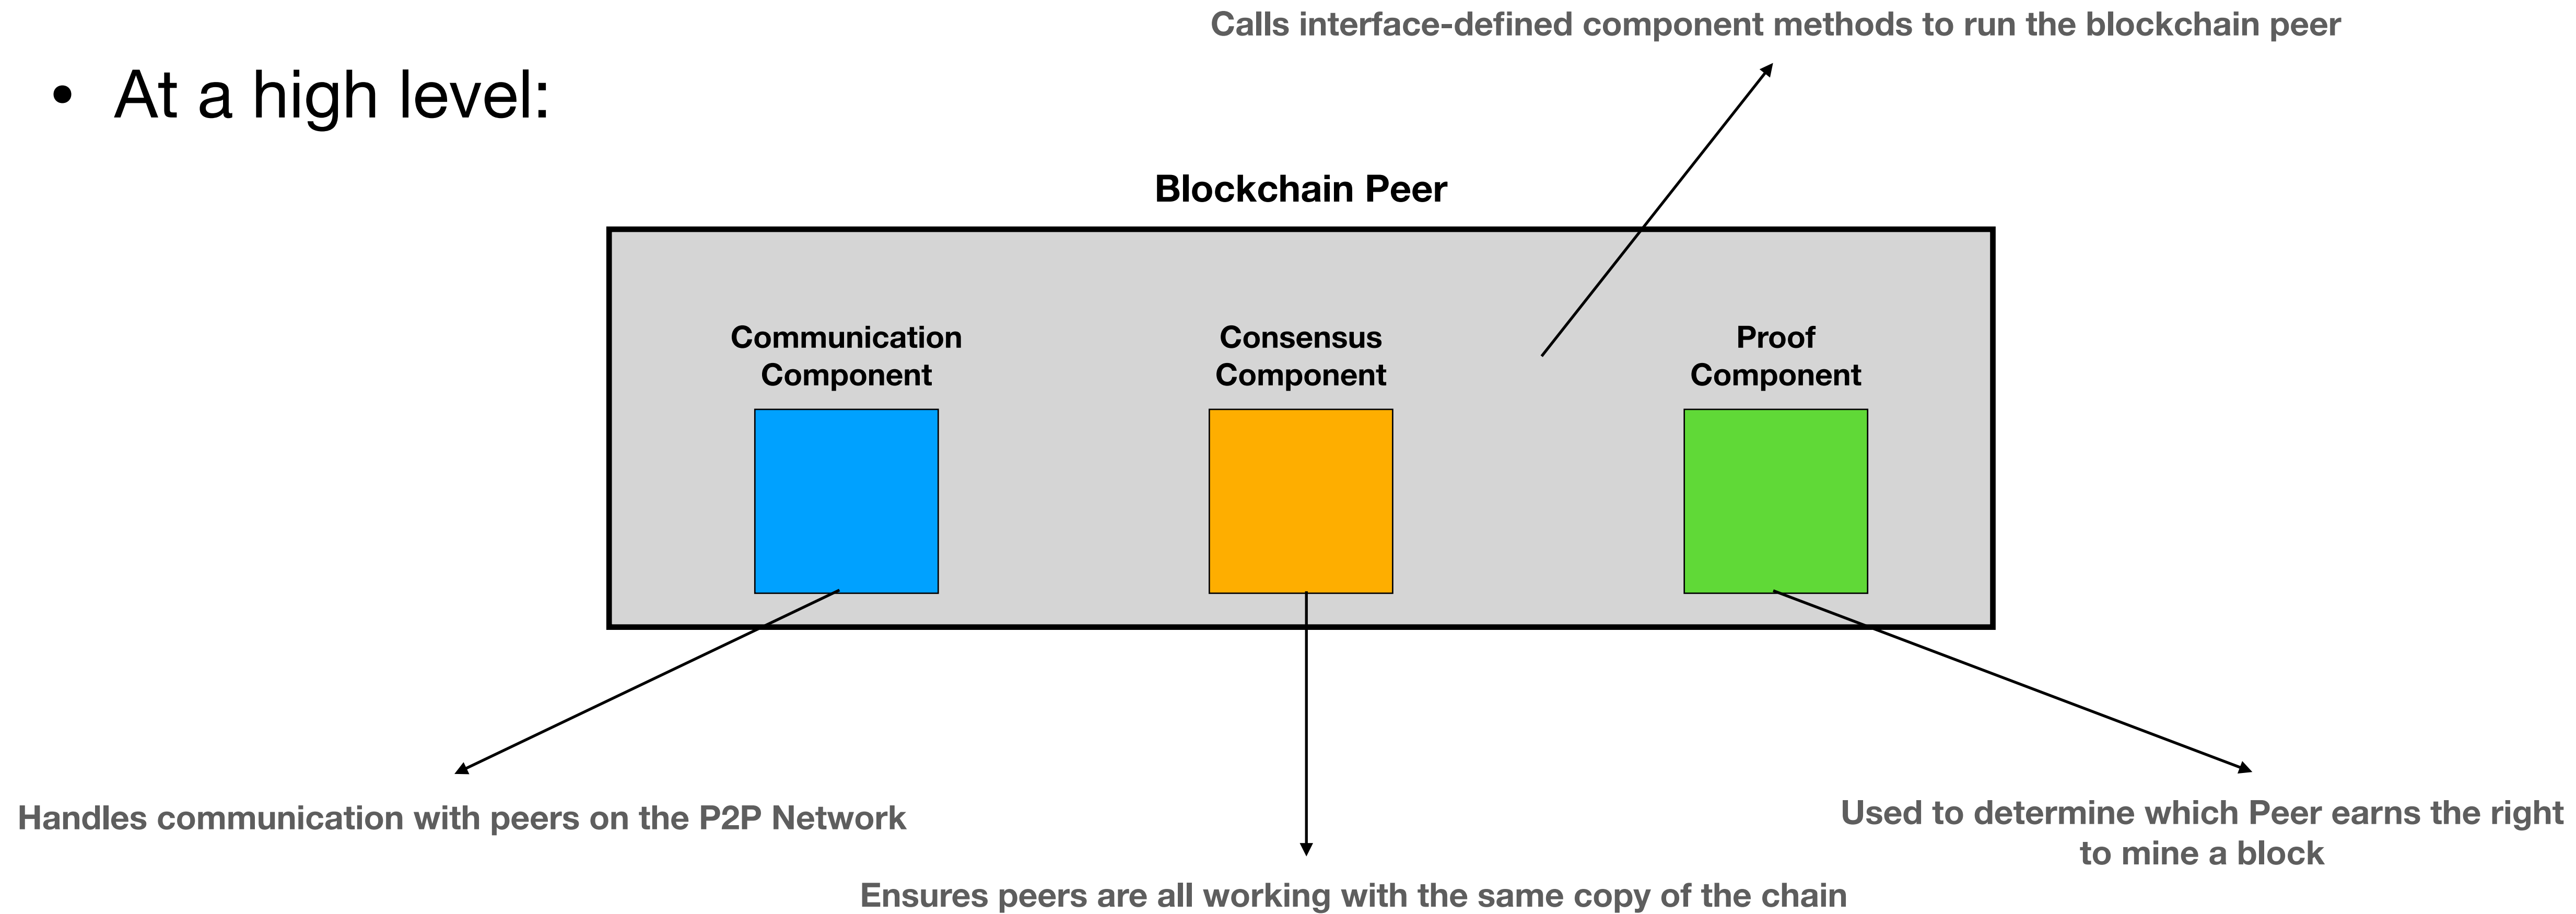 Calls interface-defined component methods to run the blockchain peer
• At a high level:
Blockchain Peer
Communication
Component
Consensus
Component
Proof
Component
Handles communication with peers on the P2P Network
Ensures peers are all working with the same copy of the chain
Used to determine which Peer earns the right
to mine a block